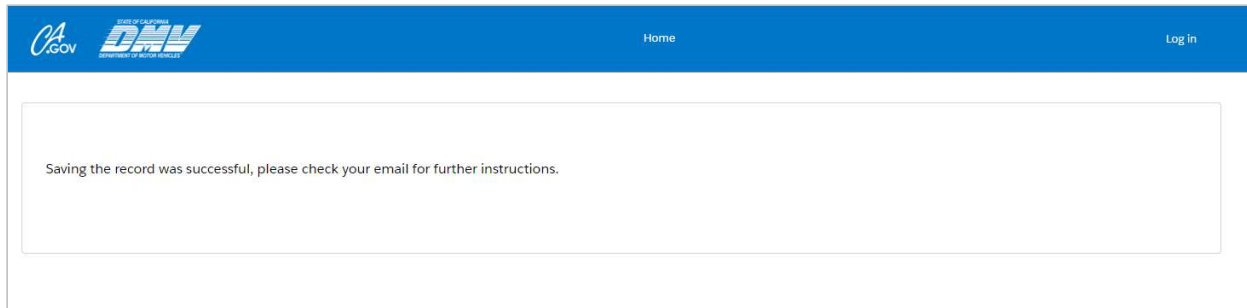 CA.GOV
STATE OF CALIFORNIA
DMV
DEPARTMENT OF MOTOR VEHICLES
Home
Log in
Saving the record was successful, please check your email for further instructions.